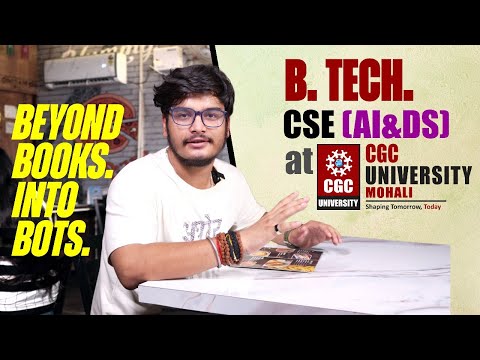 BEYOND
BOOKS.
INTO
BOTS.
B. TECH.
CSE (AI&DS)
at
CGC
UNIVERSITY
CGC
UNIVERSITY
MOHALI
Shaping Tomorrow, Today